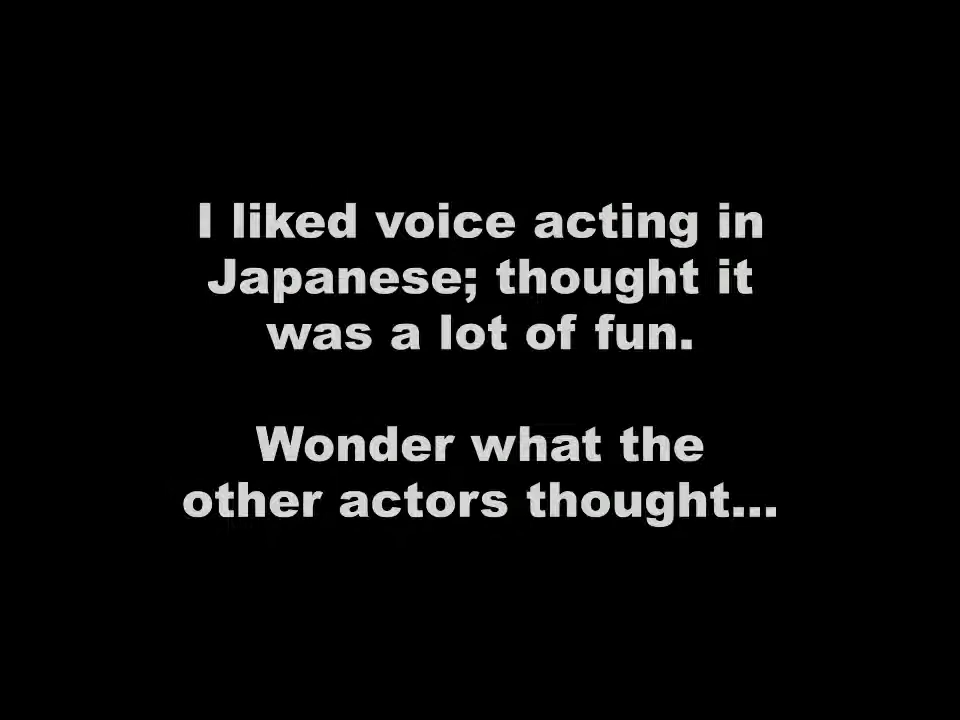 I liked voice acting in
Japanese; thought it
was a lot of fun.
Wonder what the
other actors thought...